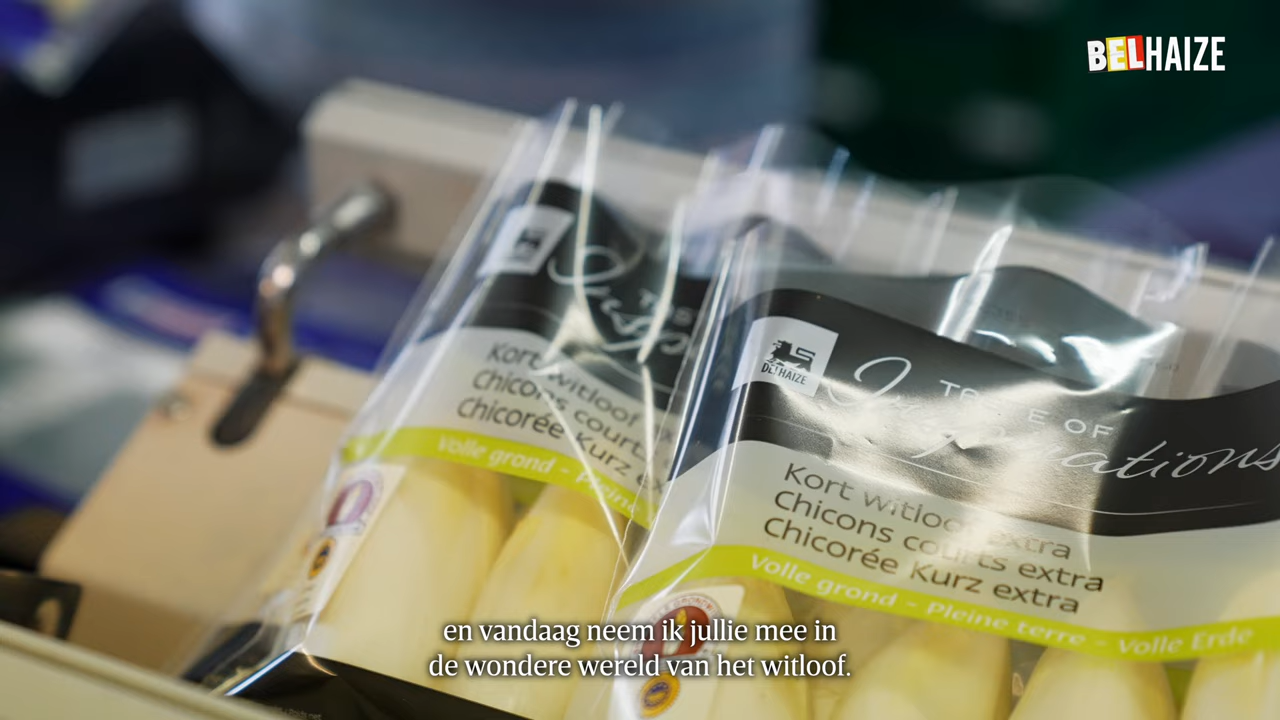 BELHAIZE
Kort witloof
Chicons courts
Chicorée Kurz ex
Volle grond - Pleine
DELHAIZE
TASTE OF
Inspirations
Kort witloof extra
Chicons courts extra
Chicorée Kurz extra
Volle grond - Pleine terre - Volle Erde
en vandaag neem ik jullie mee in
de wondere wereld van het witloof.